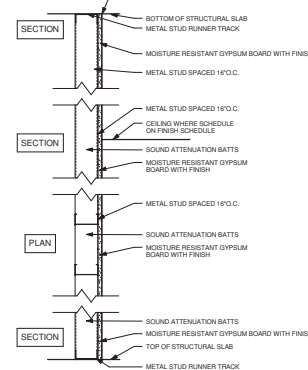 BOTTOM OF STRUCTURAL SLAB
SECTION
METAL STUD RUNNER TRACK
MOISTURE RESISTANT GYPSUM BOARD WITH FINIS
METAL STUD SPACED 16"O.C.
METAL STUD SPACED 16"O.C.
CEILING WHERE SCHEDULE
ON FINISH SCHEDULE
SECTION
SOUND ATTENUATION BATTS
MOISTURE RESISTANT GYPSUM
BOARD WITH FINISH
METAL STUD SPACED 16"O.C.
SOUND ATTENUATION BATTS
PLAN
MOISTURE RESISTANT GYPSUM
BOARD WITH FINISH
SOUND ATTENUATION BATTS
MOISTURE RESISTANT GYPSUM BOARD WITH FINIS
SECTION
TOP OF STRUCTURAL SLAB
METAL STUD RUNNER TRACK